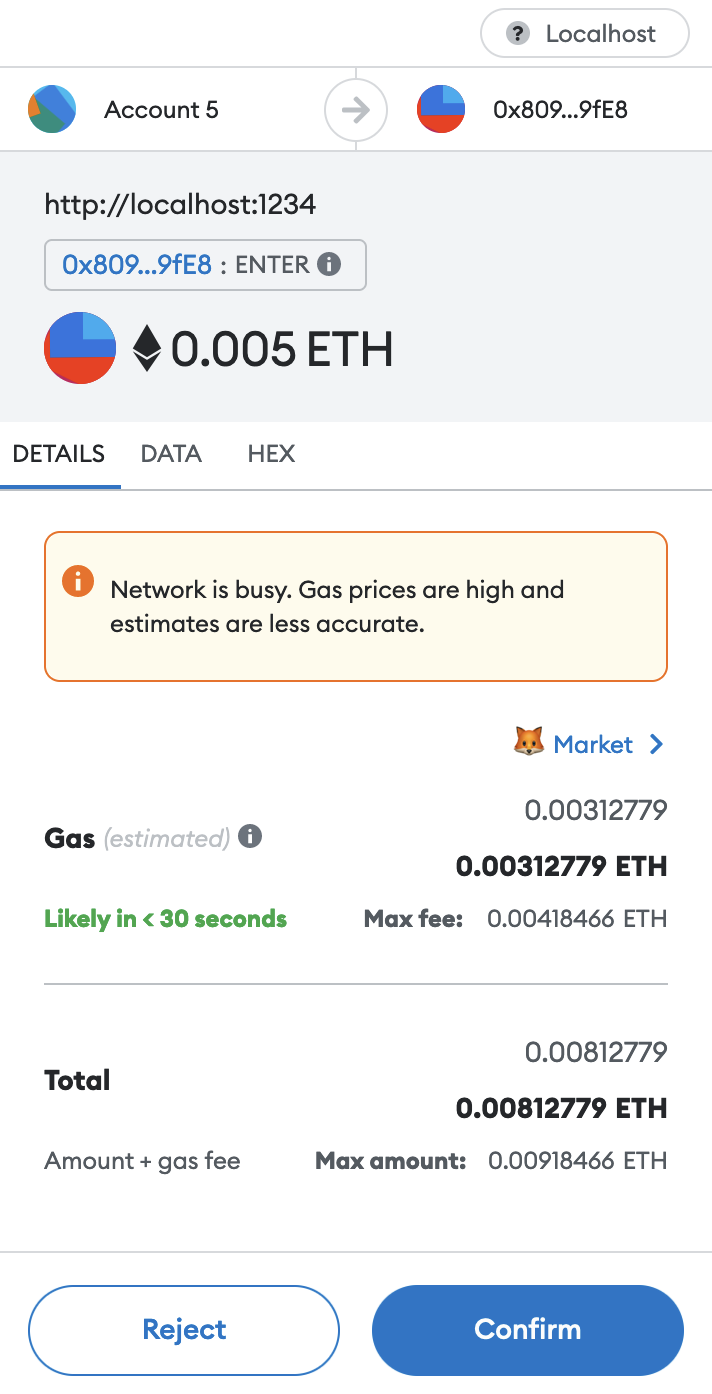 ? Localhost
Account 5
0x809...9fE8
http://localhost:1234
0x809...9fE8 : ENTER i
0.005 ETH
DETAILS DATA HEX
i
Network is busy. Gas prices are high and
estimates are less accurate.
Market
0.00312779
Gas (estimated) i
0.00312779 ETH
Likely in < 30 seconds Max fee: 0.00418466 ETH
0.00812779
Total
0.00812779 ETH
Amount + gas fee Max amount: 0.00918466 ETH
Reject Confirm